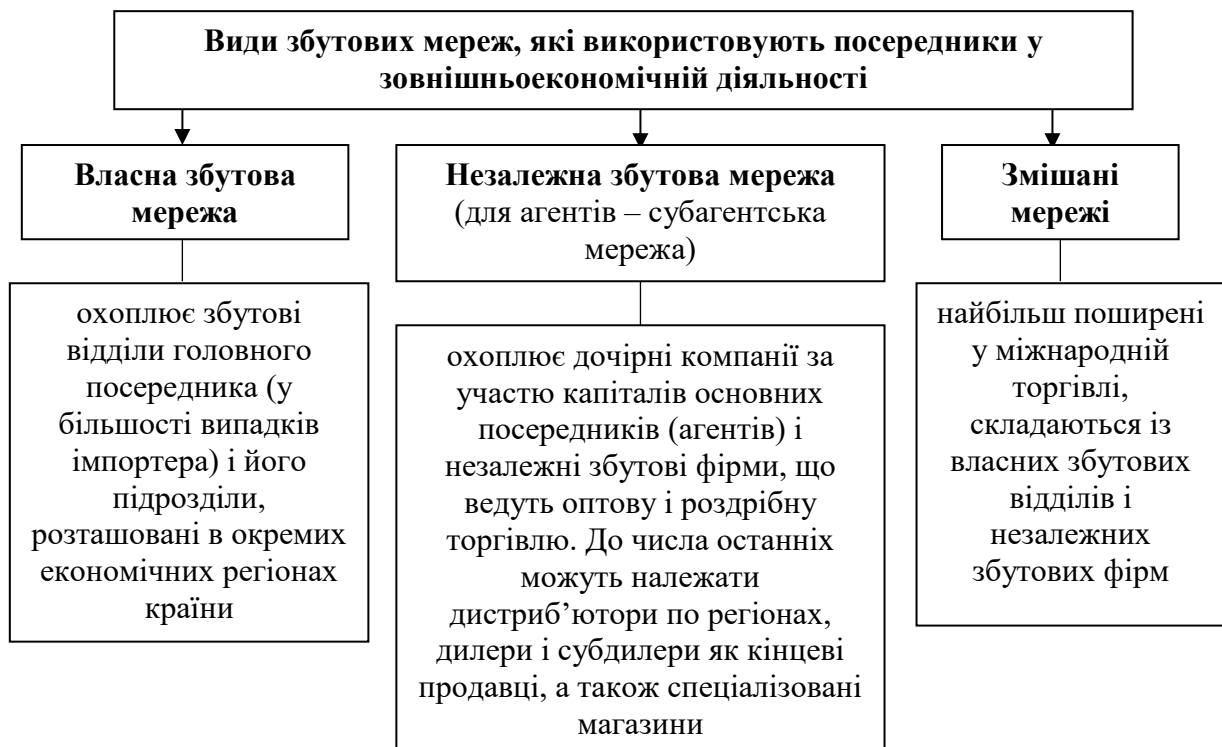 Види збутових мереж, які використовують посередники у
зовнішньоекономічній діяльності
Власна збутова
мережа
охоплює збутові
відділи головного
посередника (у
більшості випадків
імпортера) і його
підрозділи,
розташовані в окремих
економічних регіонах
країни
Незалежна збутова мережа
(для агентів – субагентська
мережа)
охоплює дочірні компанії за
участю капіталів основних
посередників (агентів) і
незалежні збутові фірми, що
ведуть оптову і роздрібну
торгівлю. До числа останніх
можуть належати
дистриб’ютори по регіонах,
дилери і субдилери як кінцеві
продавці, а також спеціалізовані
магазини
Змішані
мережі
найбільш поширені
у міжнародній
торгівлі,
складаються із
власних збутових
відділів і
незалежних
збутових фірм